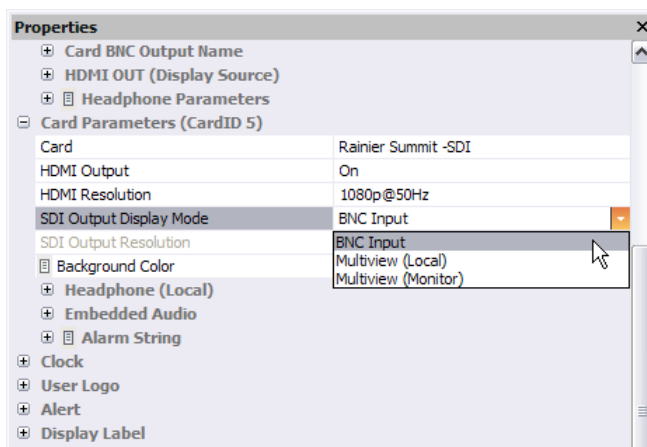 Properties
Card BNC Output Name
HDMI OUT (Display Source)
Headphone Parameters
Card Parameters (CardID 5)
Card Rainier Summit -SDI
HDMI Output On
HDMI Resolution 1080p@50Hz
SDI Output Display Mode BNC Input
SDI Output Resolution BNC Input
Background Color Multiview (Local)
Multiview (Monitor)
Headphone (Local)
Embedded Audio
Alarm String
Clock
User Logo
Alert
Display Label